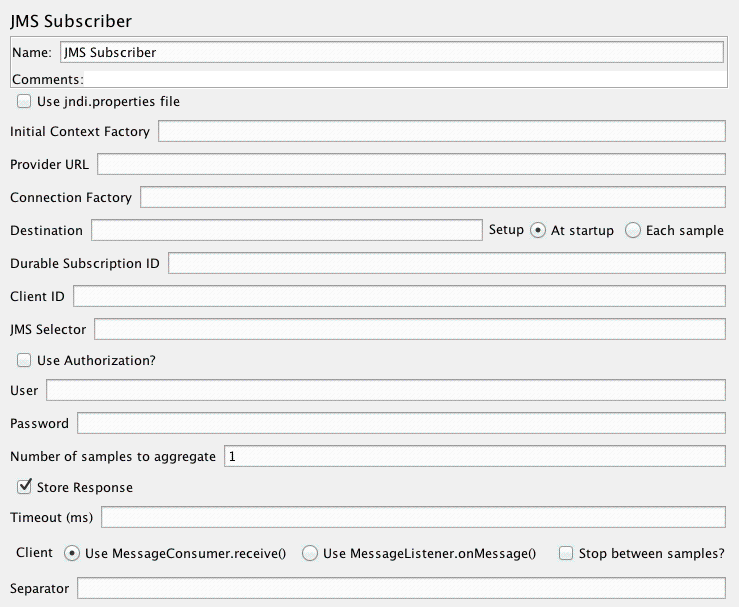 JMS Subscriber
Name: JMS Subscriber
Comments:
Use jndi.properties file
Initial Context Factory
Provider URL
Connection Factory
Destination Setup At startup Each sample
Durable Subscription ID
Client ID
JMS Selector
Use Authorization?
User
Password
Number of samples to aggregate 1
Store Response
Timeout (ms)
Client Use MessageConsumer.receive() Use MessageListener.onMessage() Stop between samples?
Separator